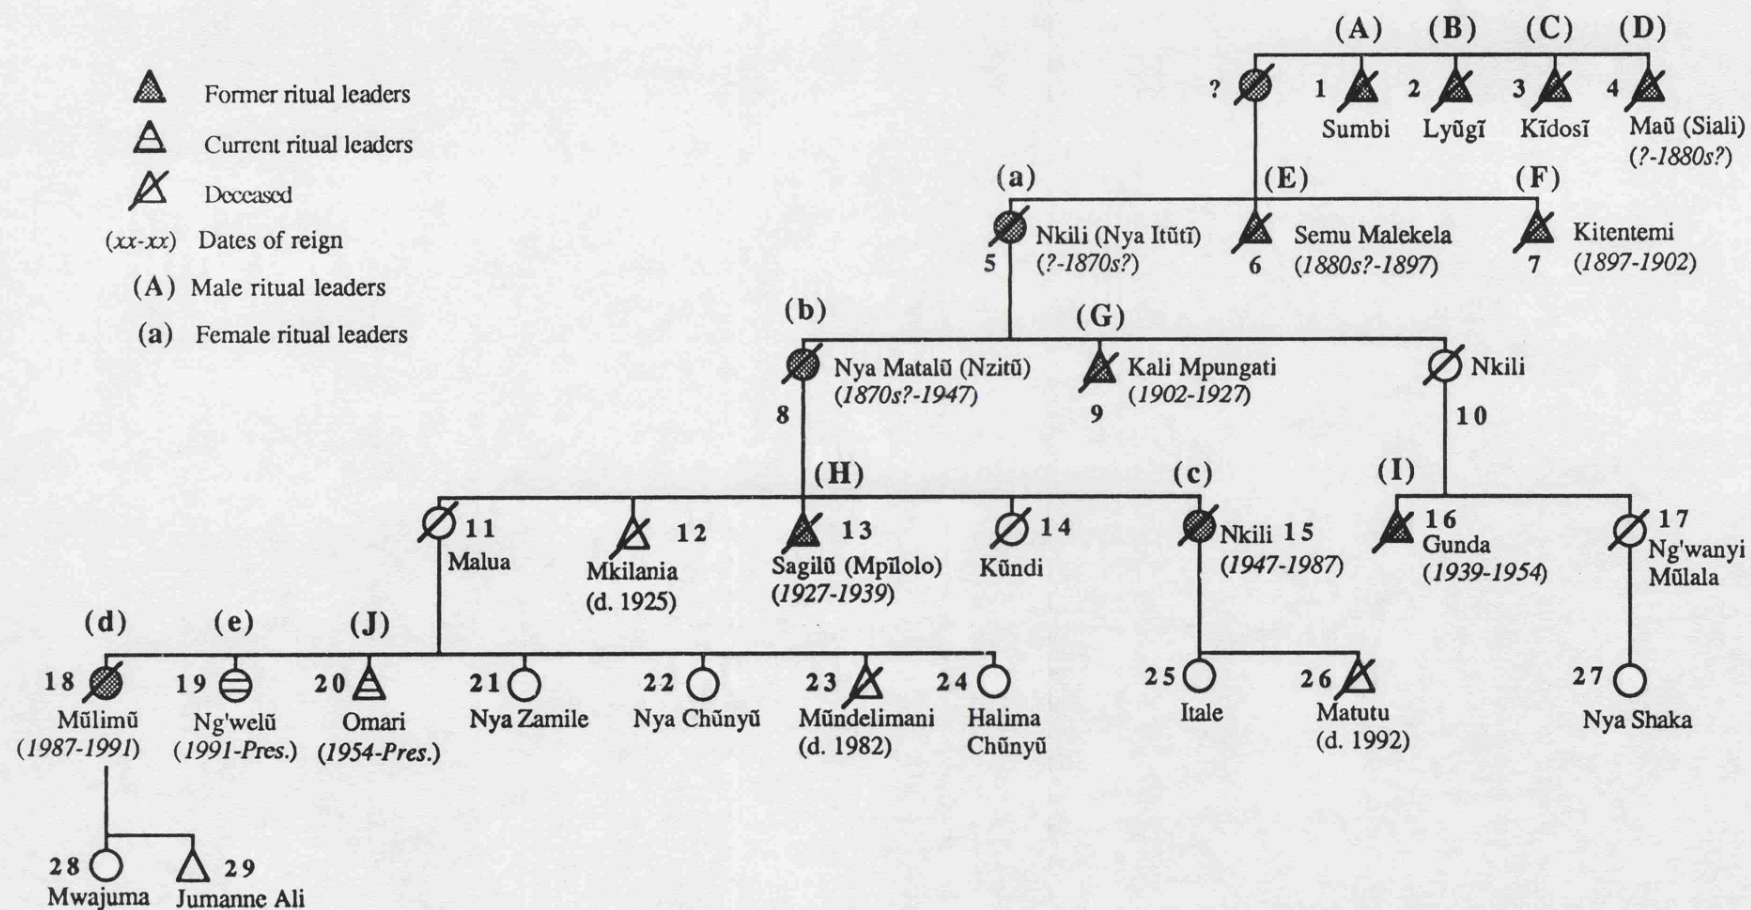 (A) (B) (C) (D)
? 1 2 3 4
Sumbi Lyũgĩ Kĩdosĩ Maũ (Siali)
(?-1880s?)
Former ritual leaders
Current ritual leaders
Deceased
(xx-xx) Dates of reign
(A) Male ritual leaders
(a) Female ritual leaders
(a) (E) (F)
Nkili (Nya Itũtĩ) Semu Malekela Kitentemi
5 (?-1870s?) 6 (1880s?-1897) 7 (1897-1902)
(b) (G)
Nya Matalũ (Nzitũ) Kali Mpungati Nkili
(1870s?-1947) (1902-1927)
8 9 10
(H) (c) (I)
11 12 13 14 Nkili 15 16 17
Malua Mkilania Sagilũ (Mpĩlolo) Kũndi (1947-1987) Gunda Ng'wanyi
(d. 1925) (1927-1939) (1939-1954) Mũlala
(d) (e) (J)
18 19 20 21 22 23 24 25 26 27
Mũlimũ Ng'welũ Omari Nya Zamile Nya Chũnyũ Mũndelimani Halima Itale Matutu Nya Shaka
(1987-1991) (1991-Pres.) (1954-Pres.) (d. 1982) Chũnyũ (d. 1992)
28 29
Mwajuma Jumanne Ali